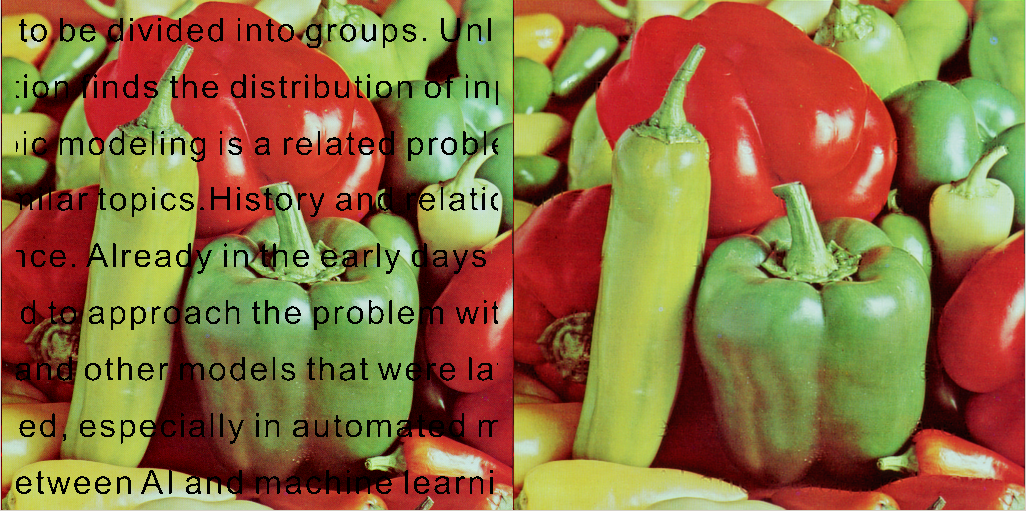 to be divided into groups. Unl
tion finds the distribution of inp
ic modeling is a related proble
milar topics.History and relatic
nce. Already in the early days
d to approach the problem wit
and other models that were la
ed, especially in automated m
etween AI and machine learni